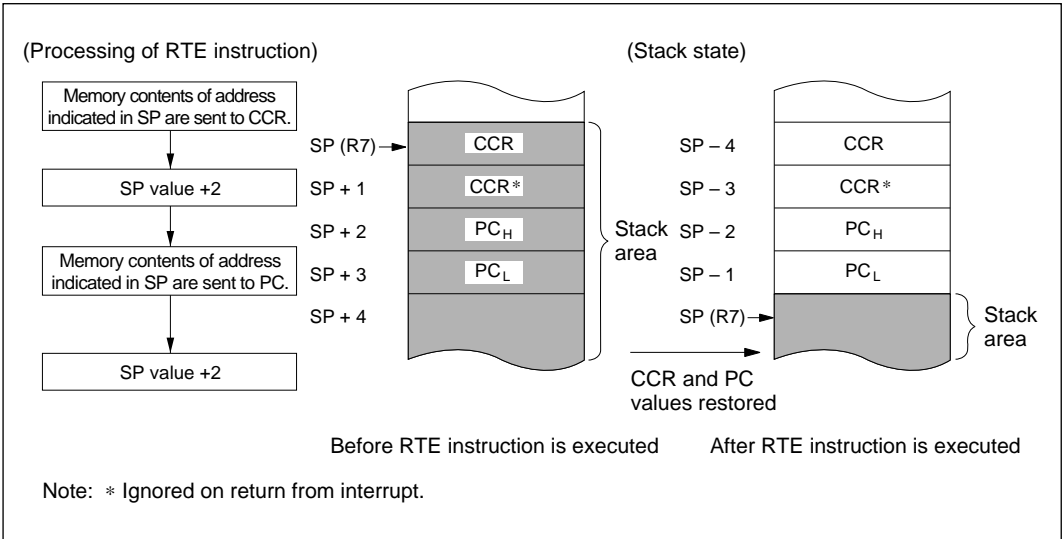 (Processing of RTE instruction)
(Stack state)
Memory contents of address
indicated in SP are sent to CCR.
SP value +2
Memory contents of address
indicated in SP are sent to PC.
SP value +2
SP (R7)
SP + 1
SP + 2
SP + 3
SP + 4
CCR
CCR*
PCH
PCL
Stack
area
SP – 4
SP – 3
SP – 2
SP – 1
SP (R7)
CCR
CCR*
PCH
PCL
Stack
area
CCR and PC
values restored
Before RTE instruction is executed
After RTE instruction is executed
Note: * Ignored on return from interrupt.